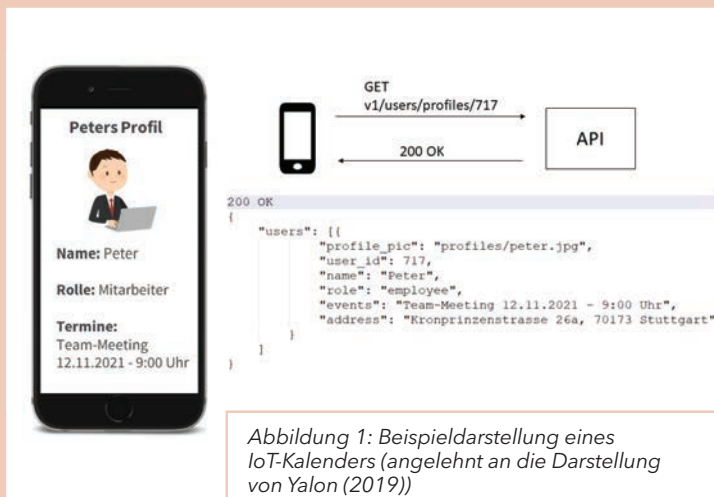 Peters Profil
Name: Peter
Rolle: Mitarbeiter
Termine:
Team-Meeting
12.11.2021 - 9:00 Uhr
GET
v1/users/profiles/717
200 OK
API
200 OK
{
"users": [{
"profile_pic": "profiles/peter.jpg",
"user_id": 717,
"name": "Peter",
"role": "employee",
"events": "Team-Meeting 12.11.2021 - 9:00 Uhr",
"address": "Kronprinzenstrasse 26a, 70173 Stuttgart"
}
]
}
Abbildung 1: Beispieldarstellung eines
IoT-Kalenders (angelehnt an die Darstellung
von Yalon (2019))